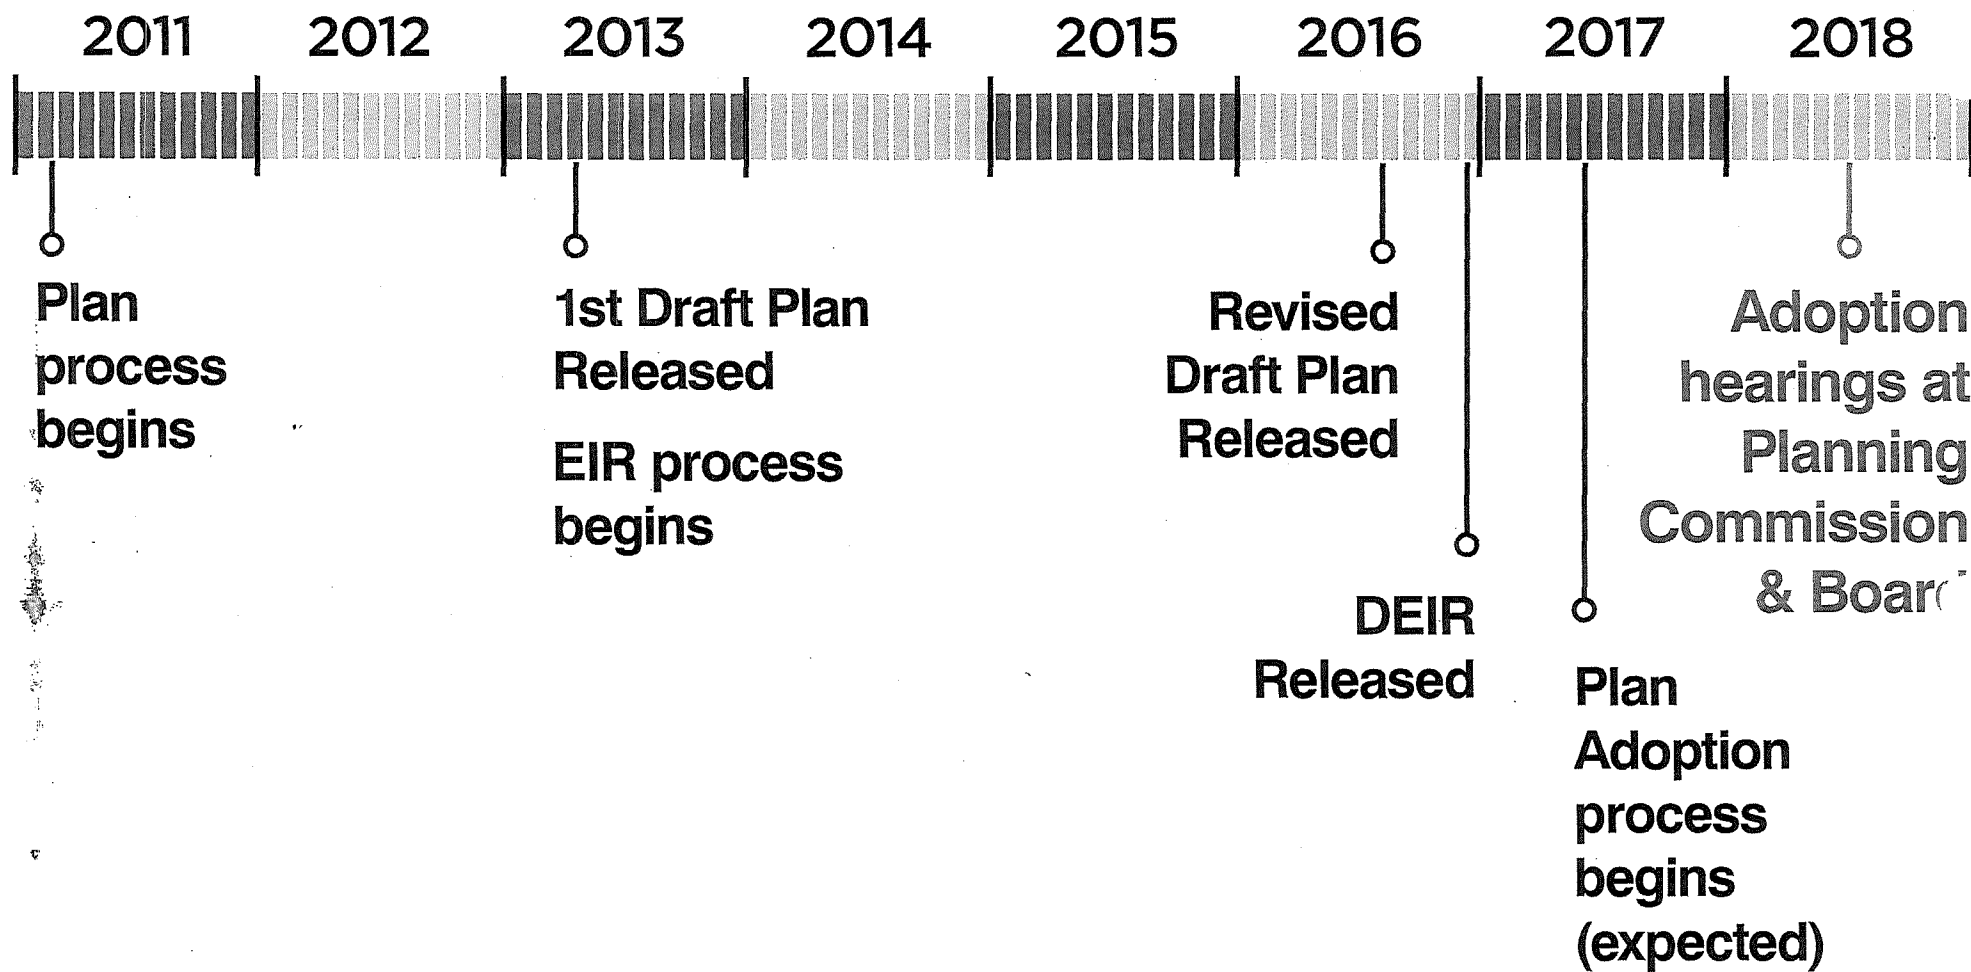 2011 2012 2013 2014 2015 2016 2017 2018
Plan
process
begins
1st Draft Plan
Released
EIR process
begins
Revised
Draft Plan
Released
DEIR
Released
Plan
Adoption
process
begins
(expected)
Adoption
hearings at
Planning
Commission
&